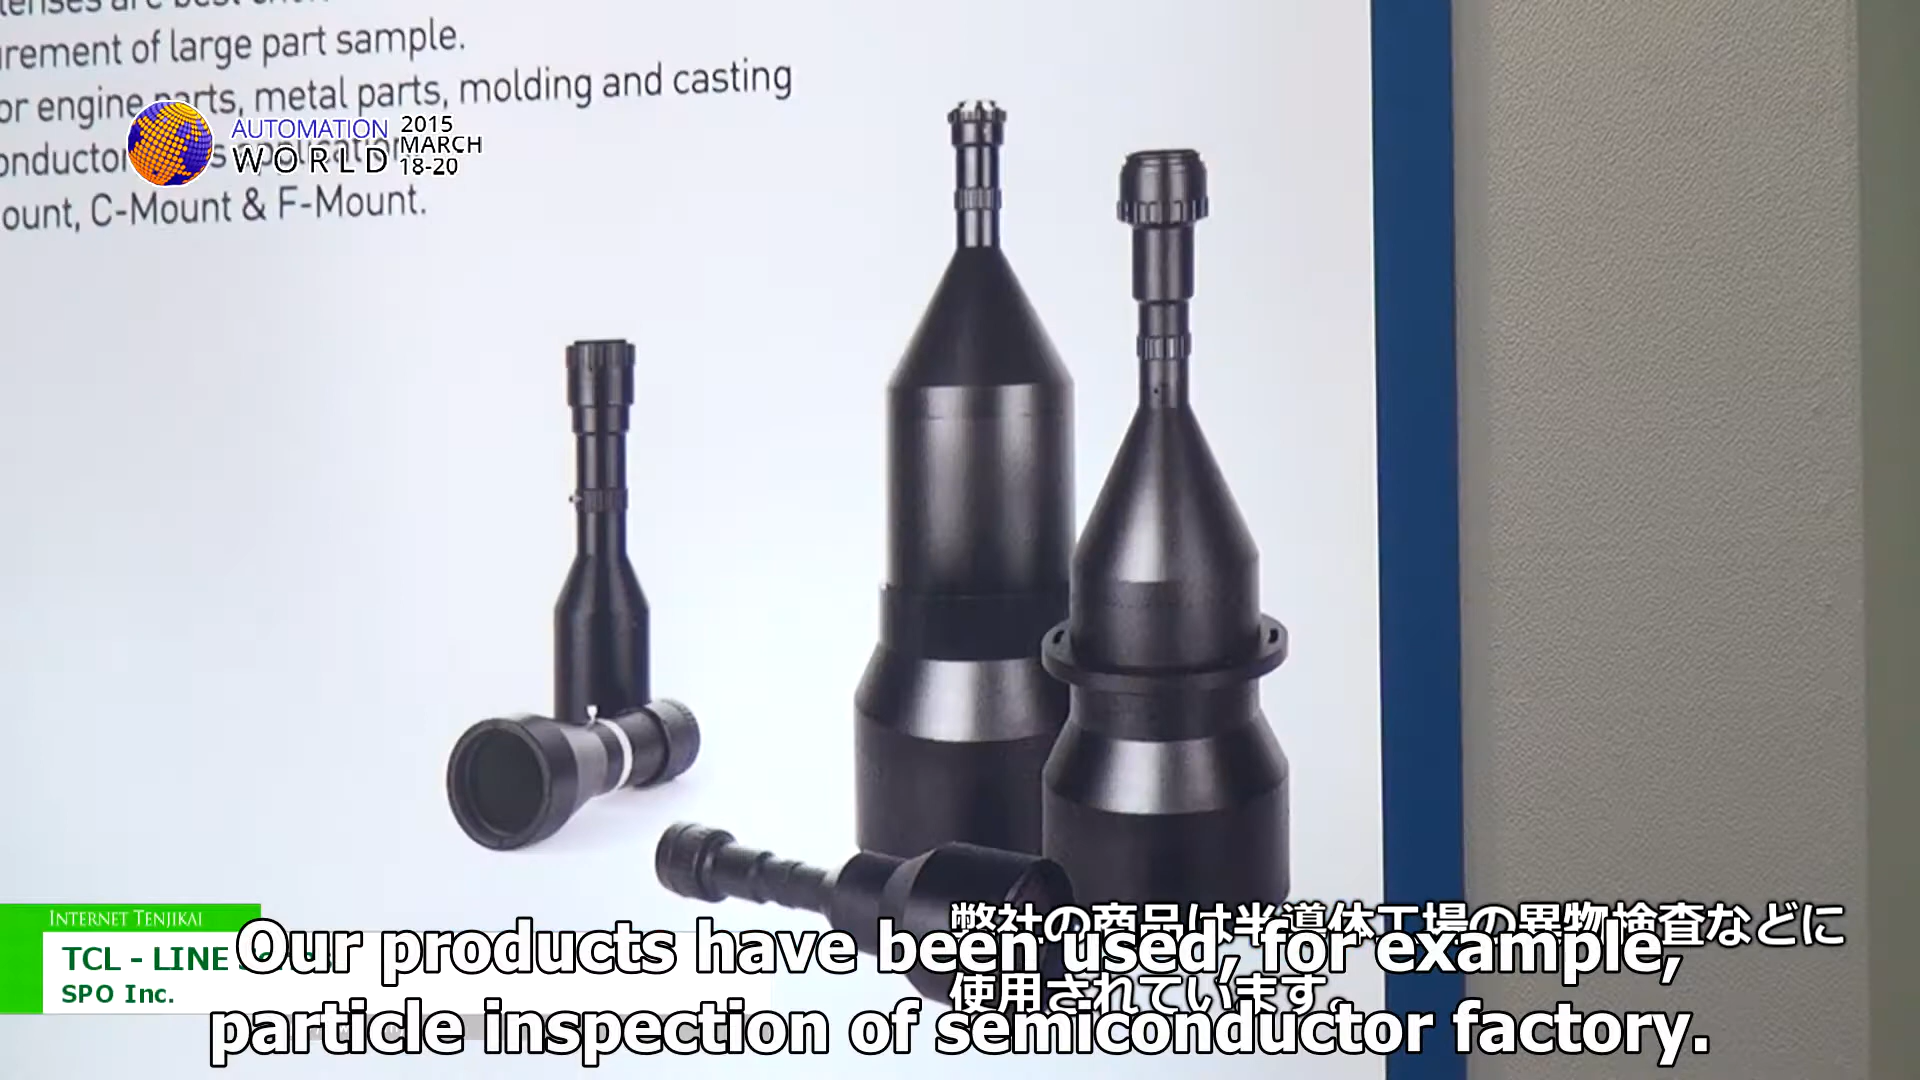 lenses are best
urement of large part sample.
or engine parts, metal parts, molding and casting
onductor
ount, C-Mount & F-Mount.
AUTOMATION
WORLD
2015
MARCH
18-20
INTERNET TENJIKAI
TCL - LINE
SPO Inc.
弊社の商品は半導体工場の異物検査などに
使用されています。
Our products have been used, for example,
particle inspection of semiconductor factory.